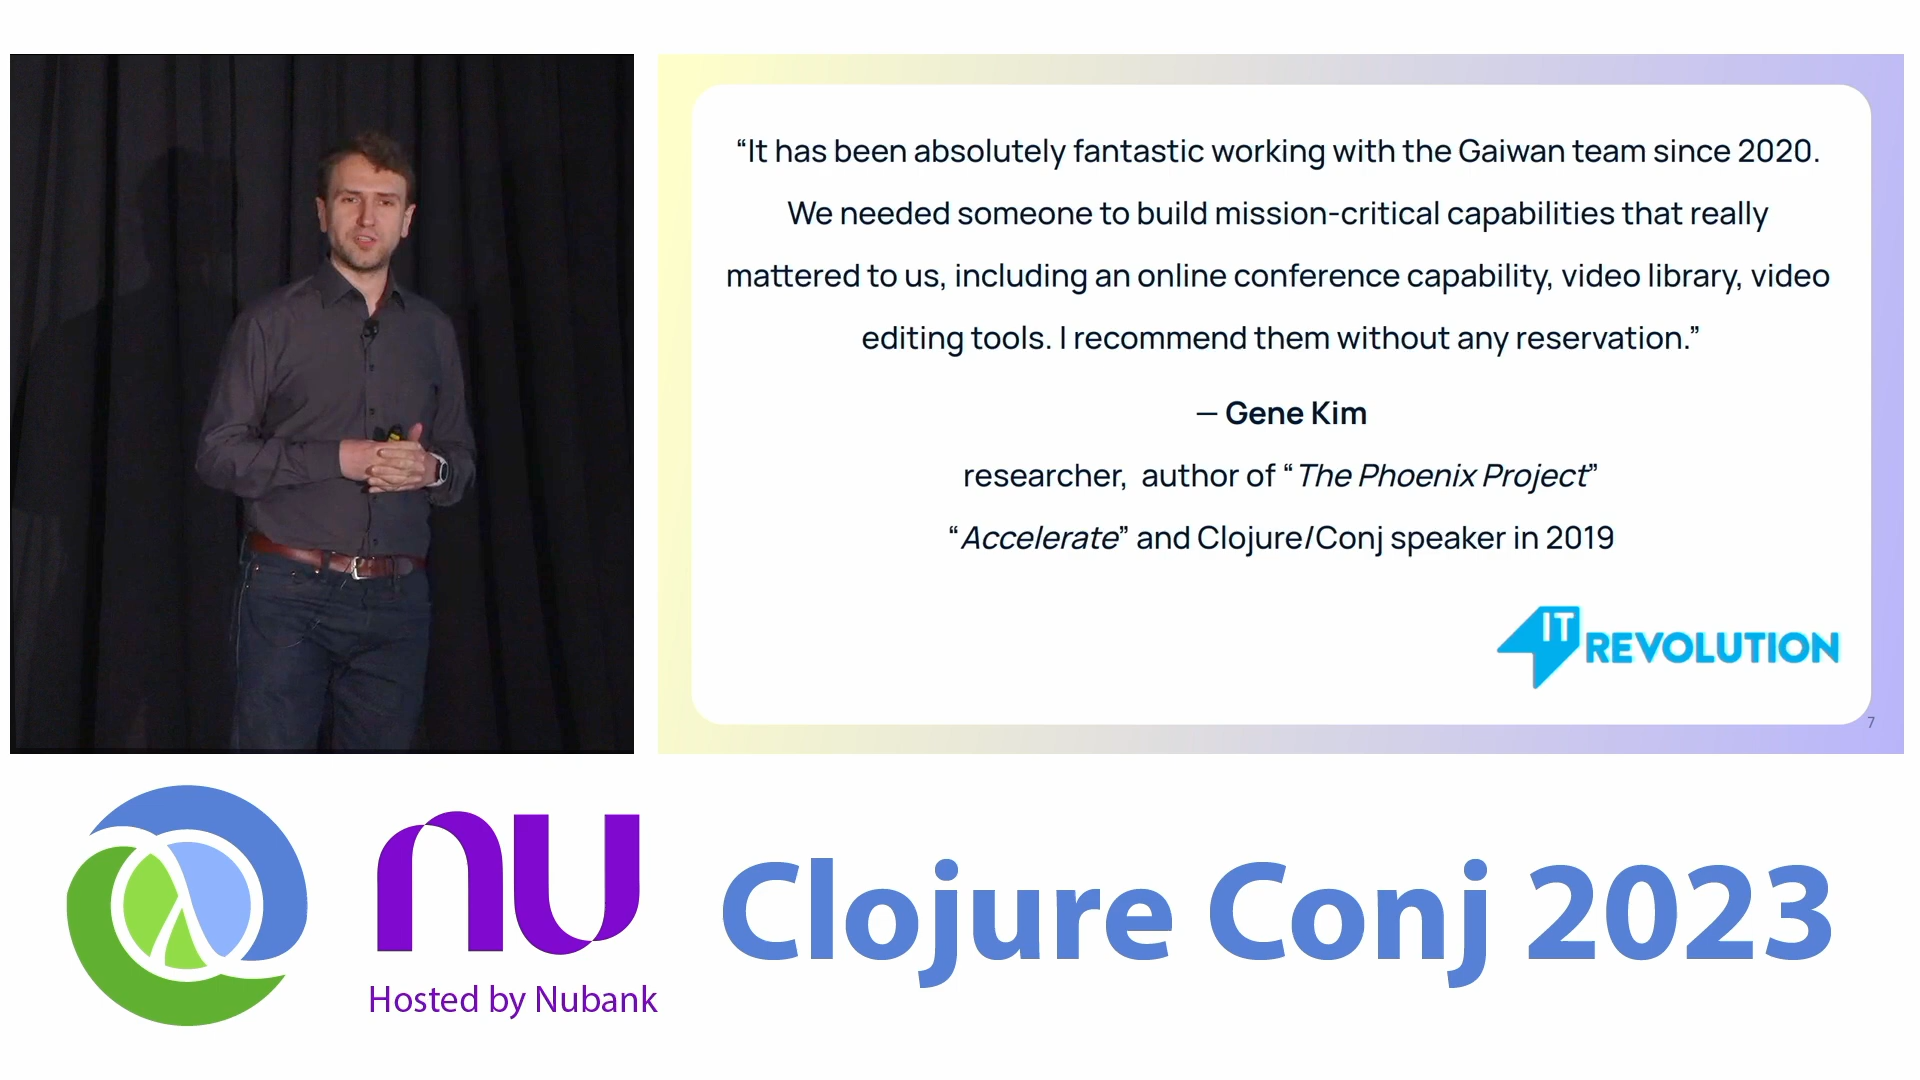 “It has been absolutely fantastic working with the Gaiwan team since 2020.
We needed someone to build mission-critical capabilities that really
mattered to us, including an online conference capability, video library, video
editing tools. I recommend them without any reservation.”
— Gene Kim
researcher, author of “The Phoenix Project”
“Accelerate” and Clojure/Conj speaker in 2019
IT REVOLUTION
7
nu
Hosted by Nubank
Clojure Conj 2023